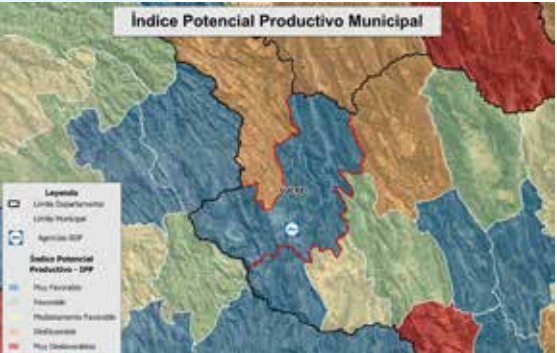 Índice Potencial Productivo Municipal
Leyenda
Límite Departamental
Límite Municipal
Agencias BDP
Índice Potencial
Productivo - IPP
Muy Favorable
Favorable
Medianamente Favorable
Desfavorable
Muy Desfavorable